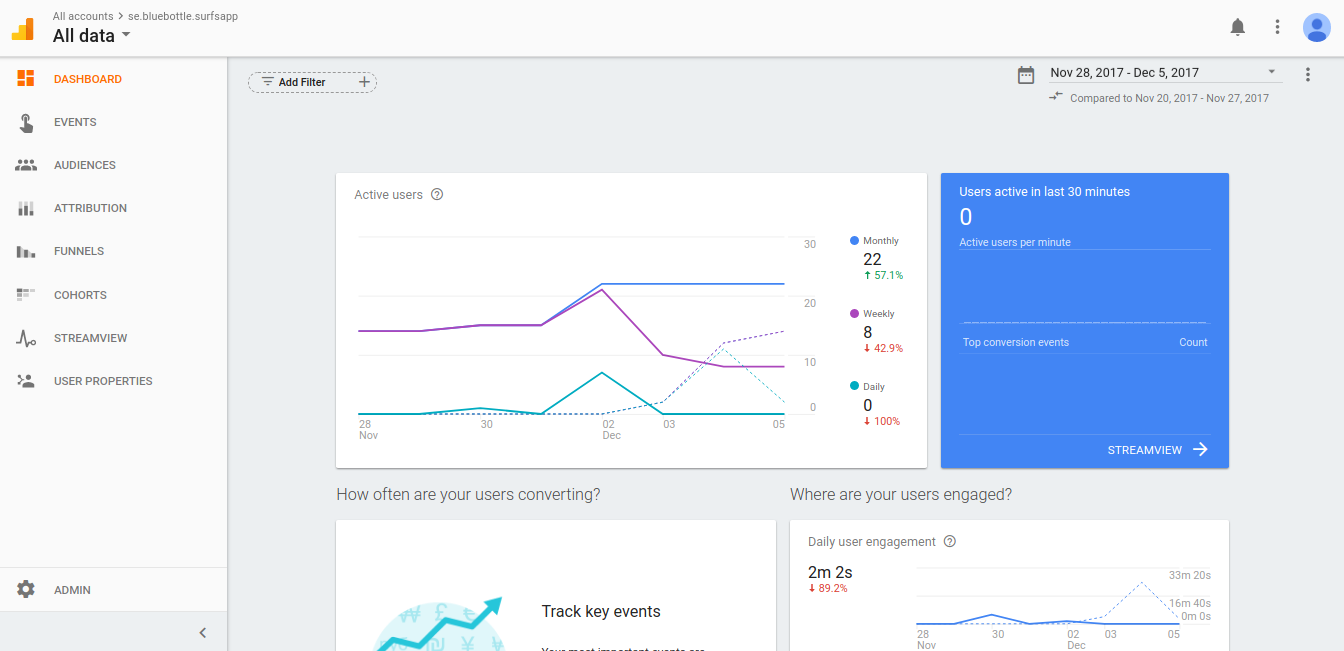 All accounts > se.bluebottle.surfsapp
All data
DASHBOARD
EVENTS
AUDIENCES
ATTRIBUTION
FUNNELS
COHORTS
STREAMVIEW
USER PROPERTIES
ADMIN
Add Filter
Nov 28, 2017 - Dec 5, 2017
Compared to Nov 20, 2017 - Nov 27, 2017
Active users
30
20
10
0
28 30 02 03 05
Nov Dec
Monthly
22
57.1%
Weekly
8
42.9%
Daily
0
100%
Users active in last 30 minutes
0
Active users per minute
Top conversion events Count
STREAMVIEW
How often are your users converting?
Track key events
Your most important events are
Where are your users engaged?
Daily user engagement
2m 2s
89.2%
33m 20s
16m 40s
0m 0s
28 30 02 03 05
Nov Dec